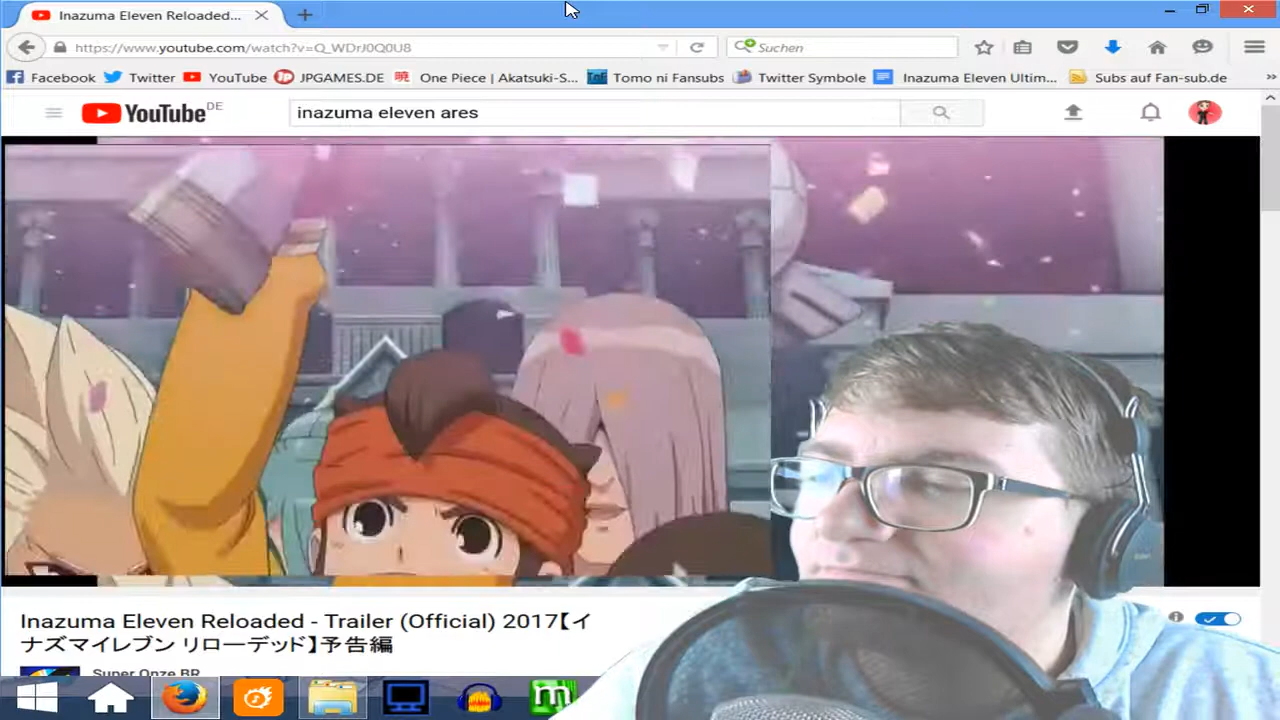 Inazuma Eleven Reloaded...
https://www.youtube.com/watch?v=Q_WDrJ0Q0U8
Suchen
Facebook
Twitter
YouTube
JPGAMES.DE
One Piece | Akatsuki-S...
Tomo ni Fansubs
Twitter Symbole
Inazuma Eleven Ultim...
Subs auf Fan-sub.de
YouTube DE
inazuma eleven ares
Inazuma Eleven Reloaded - Trailer (Official) 2017【イ
ナズマイレブン リローデッド】予告編
Super Onze BR